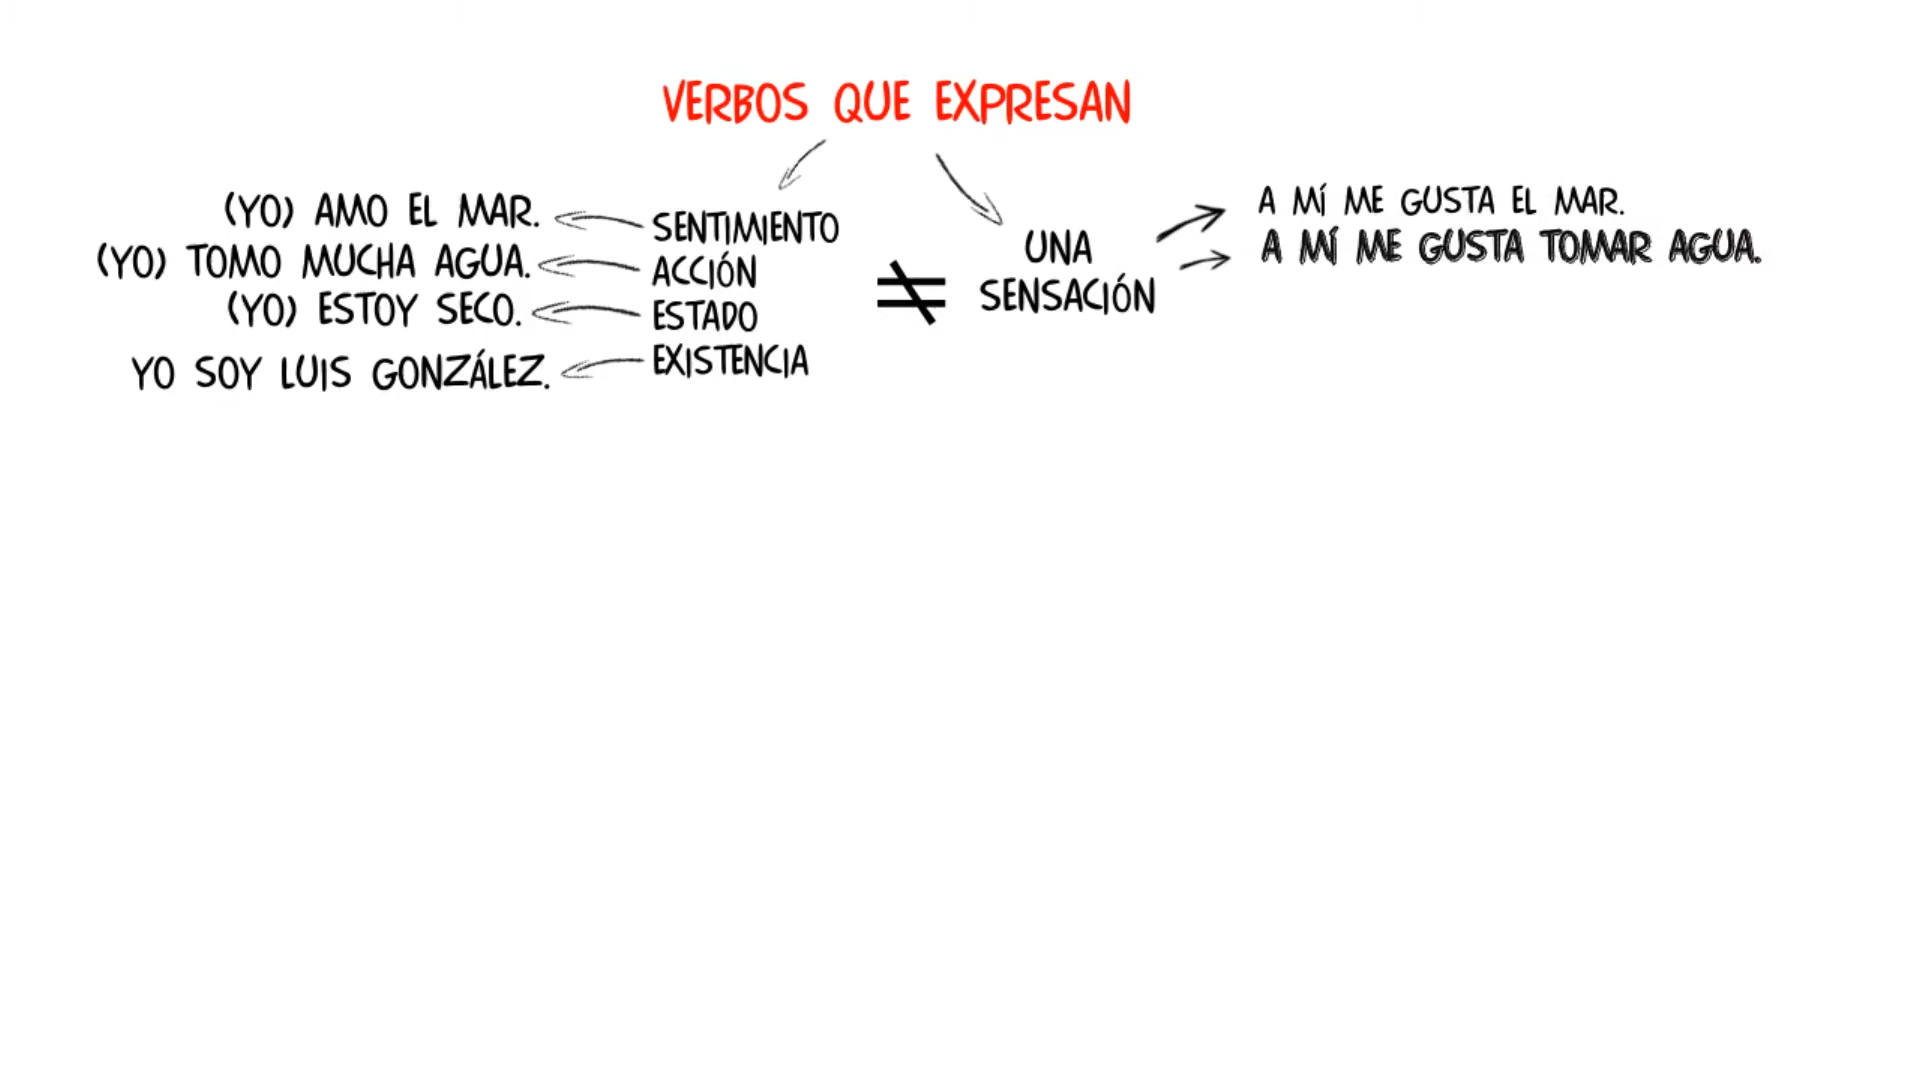 VERBOS QUE EXPRESAN
(YO) AMO EL MAR.
(YO) TOMO MUCHA AGUA.
(YO) ESTOY SECO.
YO SOY LUIS GONZÁLEZ.
SENTIMIENTO
ACCIÓN
ESTADO
EXISTENCIA
≠
UNA
SENSACIÓN
A MÍ ME GUSTA EL MAR.
A MÍ ME GUSTA TOMAR AGUA.